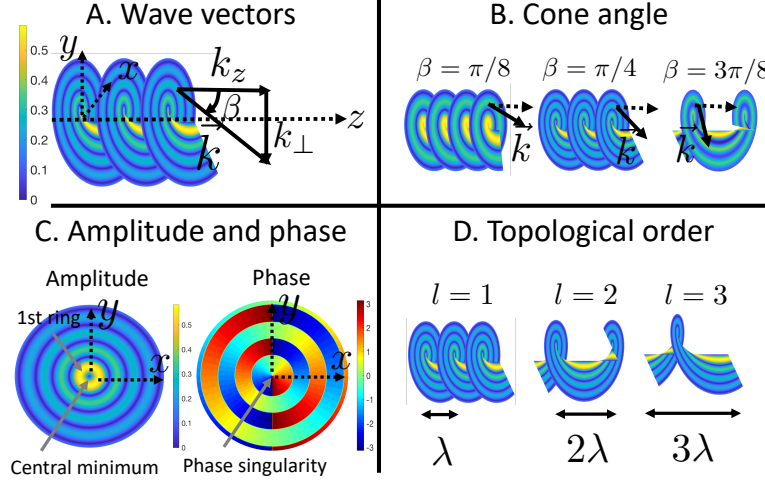 A. Wave vectors
0.5
0.4
0.3
0.2
0.1
0
y
x
k_z
β
z
k
k_⊥
B. Cone angle
β = π/8
β = π/4
β = 3π/8
k
k
k
C. Amplitude and phase
Amplitude
1st ring
y
x
0.5
0.4
0.3
0.2
0.1
0
Central minimum
Phase
y
x
3
2
1
0
-1
-2
-3
Phase singularity
D. Topological order
l = 1
l = 2
l = 3
λ
2λ
3λ